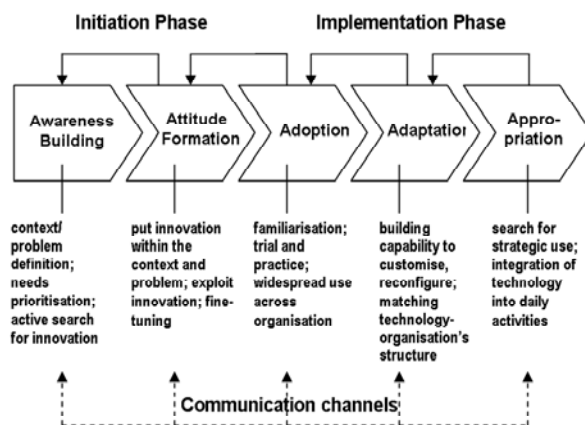 Initiation Phase
Implementation Phase
Awareness
Building
Attitude
Formation
Adoption
Adaptation
Appro-
priation
context/
problem
definition;
needs
prioritisation;
active search
for innovation
put innovation
within the
context and
problem; exploit
innovation; fine-
tuning
familiarisation;
trial and
practice;
widespread use
across
organisation
building
capability to
customise,
reconfigure;
matching
technology-
organisation's
structure
search for
strategic use;
integration of
technology
into daily
activities
Communication channels